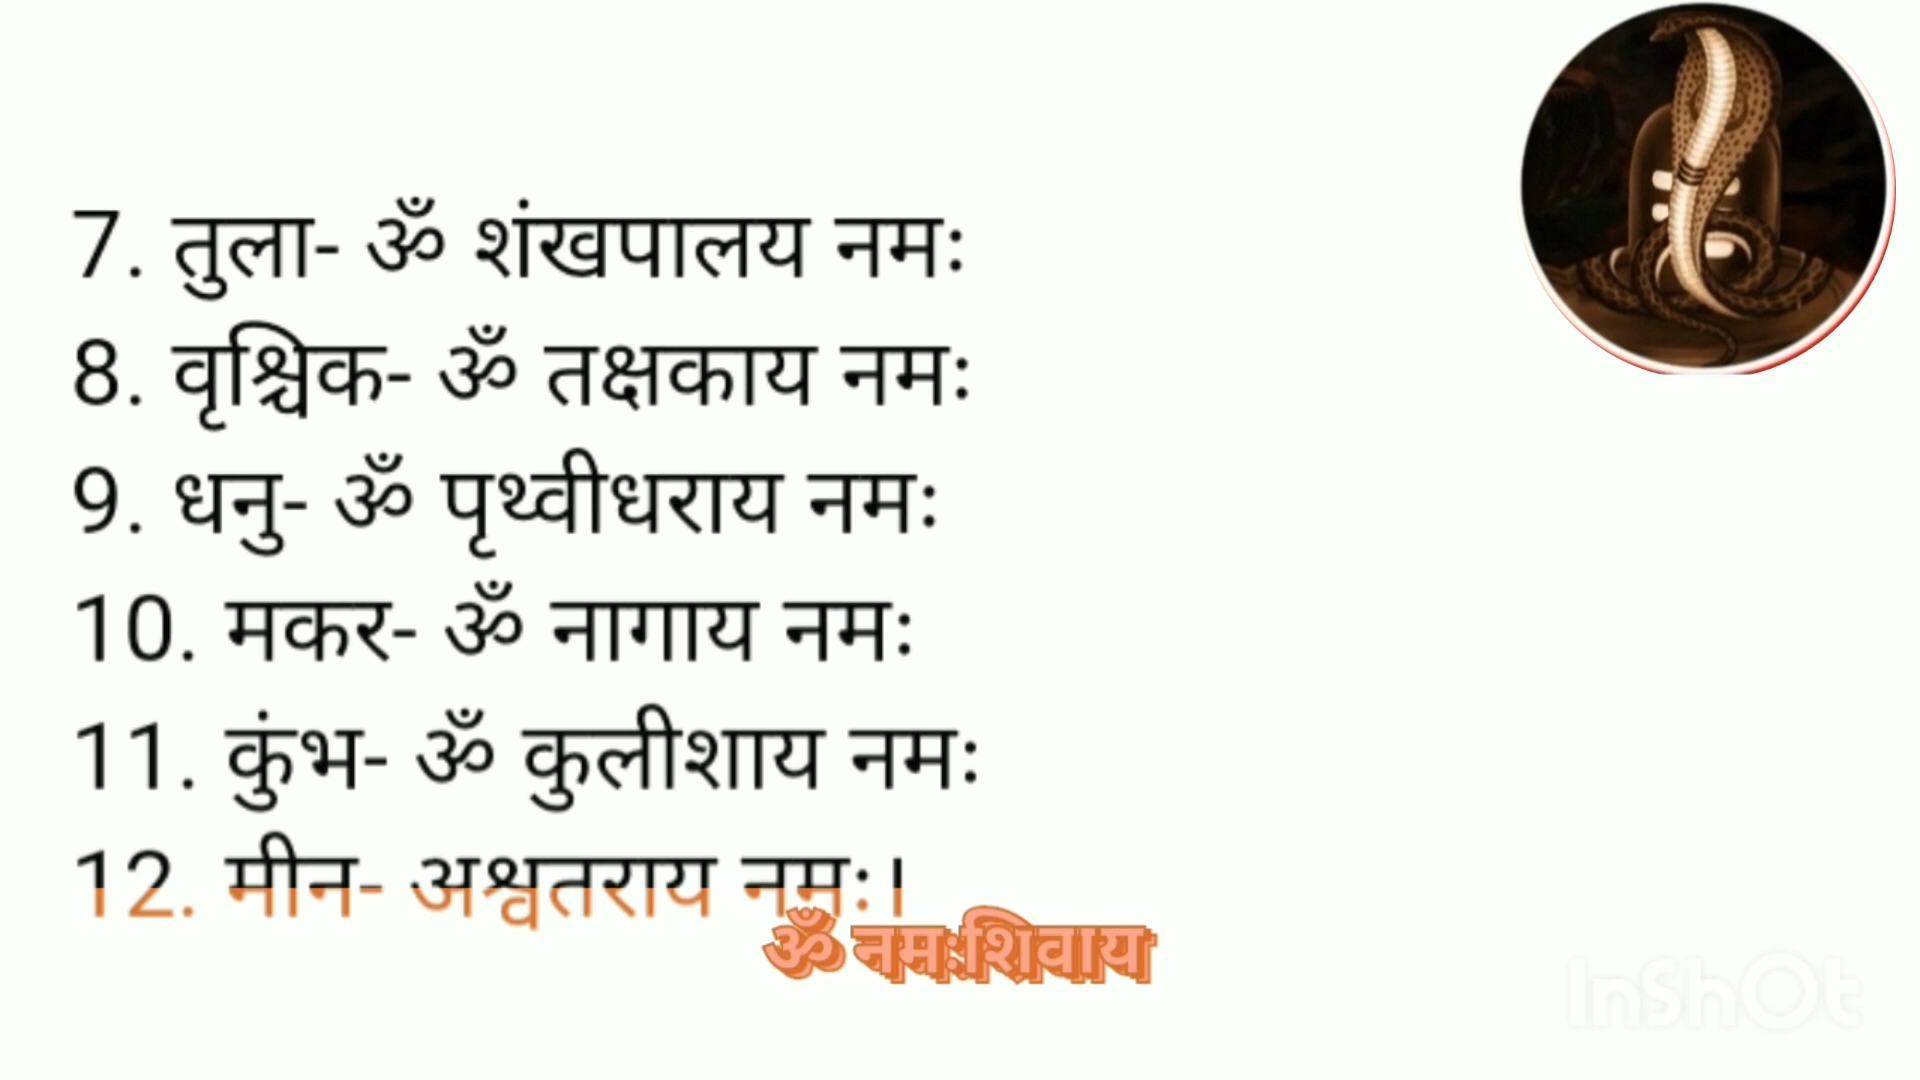 7. तुला- ॐ शंखपालय नमः
8. वृश्चिक- ॐ तक्षकाय नमः
9. धनु- ॐ पृथ्वीधराय नमः
10. मकर- ॐ नागाय नमः
11. कुंभ- ॐ कुलीशाय नमः
12. मीन- अश्वतराय नमः।
ॐ नमःशिवाय
InShOt